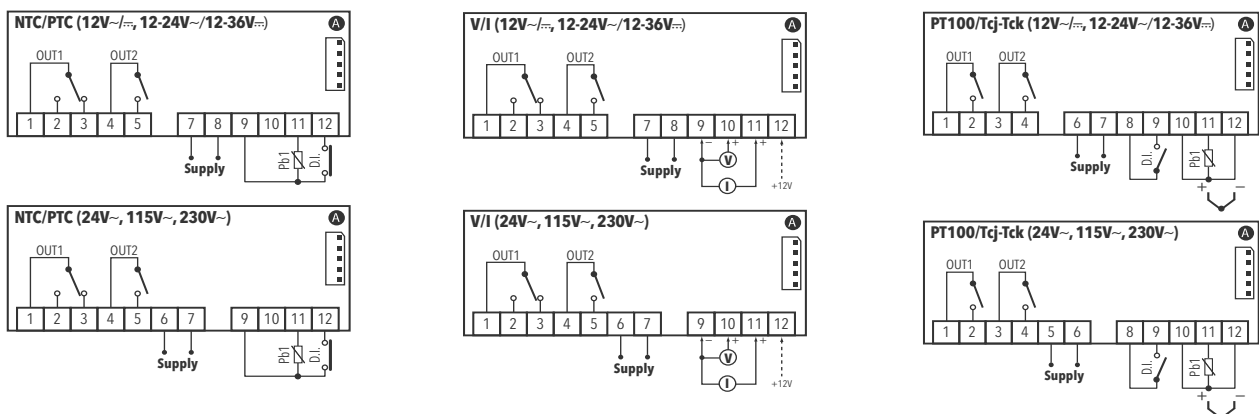 NTC/PTC (12V~/⎓, 12-24V~/12-36V⎓) A
OUT1 OUT2
1 2 3 4 5 7 8 9 10 11 12
Supply
Pb1
D.I.
V/I (12V~/⎓, 12-24V~/12-36V⎓) A
OUT1 OUT2
1 2 3 4 5 7 8 9 10 11 12
− + +
Supply
V
I
+12V
PT100/Tcj-Tck (12V~/⎓, 12-24V~/12-36V⎓) A
OUT1 OUT2
1 2 3 4 6 7 8 9 10 11 12
Supply
D.I.
Pb1
+ −
NTC/PTC (24V~, 115V~, 230V~) A
OUT1 OUT2
1 2 3 4 5 6 7 9 10 11 12
Supply
Pb1
D.I.
V/I (24V~, 115V~, 230V~) A
OUT1 OUT2
1 2 3 4 5 6 7 9 10 11 12
− + +
Supply
V
I
+12V
PT100/Tcj-Tck (24V~, 115V~, 230V~) A
OUT1 OUT2
1 2 3 4 5 6 8 9 10 11 12
Supply
D.I.
Pb1
+ −